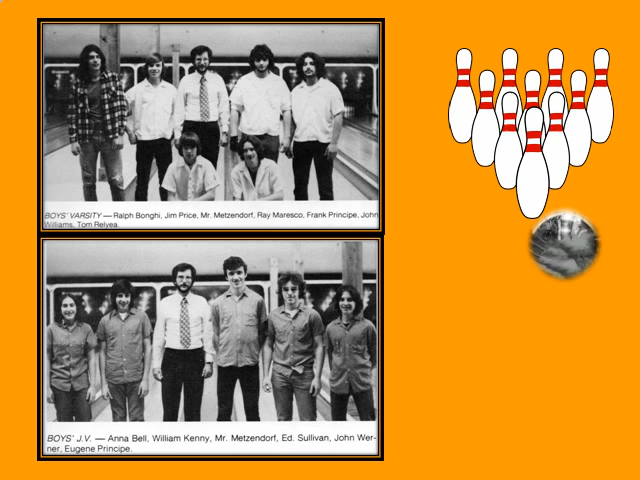 BOYS' VARSITY — Ralph Bonghi, Jim Price, Mr. Metzendorf, Ray Maresco, Frank Principe, John
Williams, Tom Relyea.
BOYS' J.V. — Anna Bell, William Kenny, Mr. Metzendorf, Ed. Sullivan, John Wer-
ner, Eugene Principe.